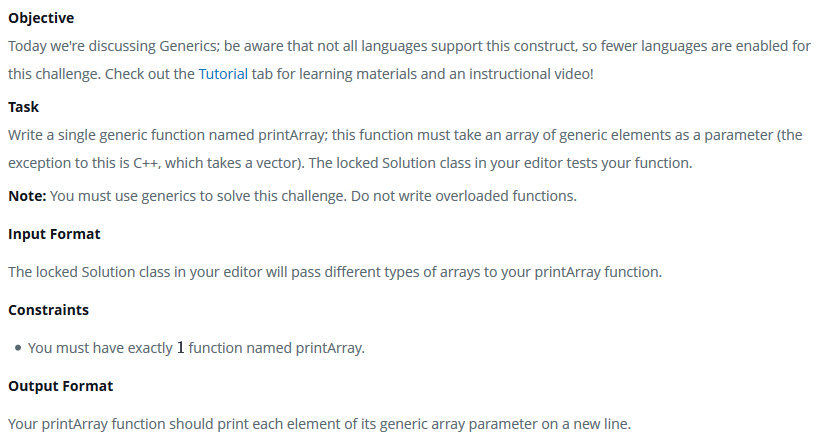 Objective
Today we're discussing Generics; be aware that not all languages support this construct, so fewer languages are enabled for
this challenge. Check out the Tutorial tab for learning materials and an instructional video!
Task
Write a single generic function named printArray; this function must take an array of generic elements as a parameter (the
exception to this is C++, which takes a vector). The locked Solution class in your editor tests your function.
Note: You must use generics to solve this challenge. Do not write overloaded functions.
Input Format
The locked Solution class in your editor will pass different types of arrays to your printArray function.
Constraints
• You must have exactly 1 function named printArray.
Output Format
Your printArray function should print each element of its generic array parameter on a new line.